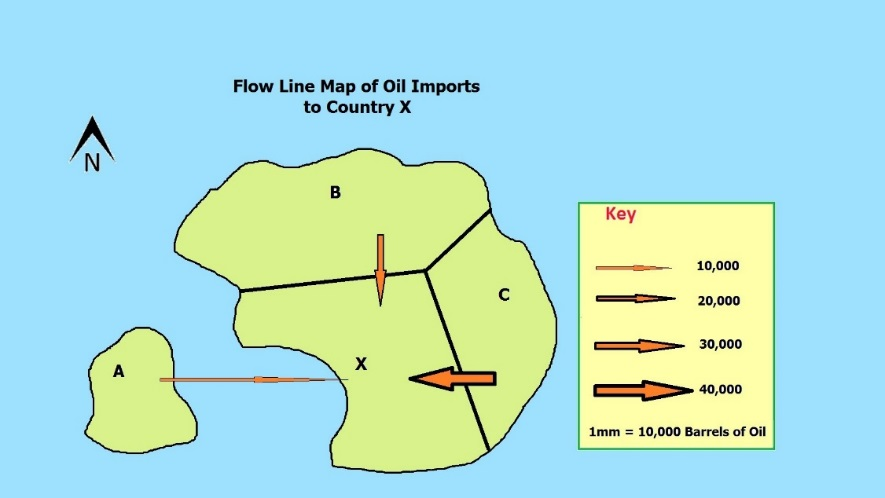 Flow Line Map of Oil Imports
to Country X
N
B
C
A
X
Key
10,000
20,000
30,000
40,000
1mm = 10,000 Barrels of Oil